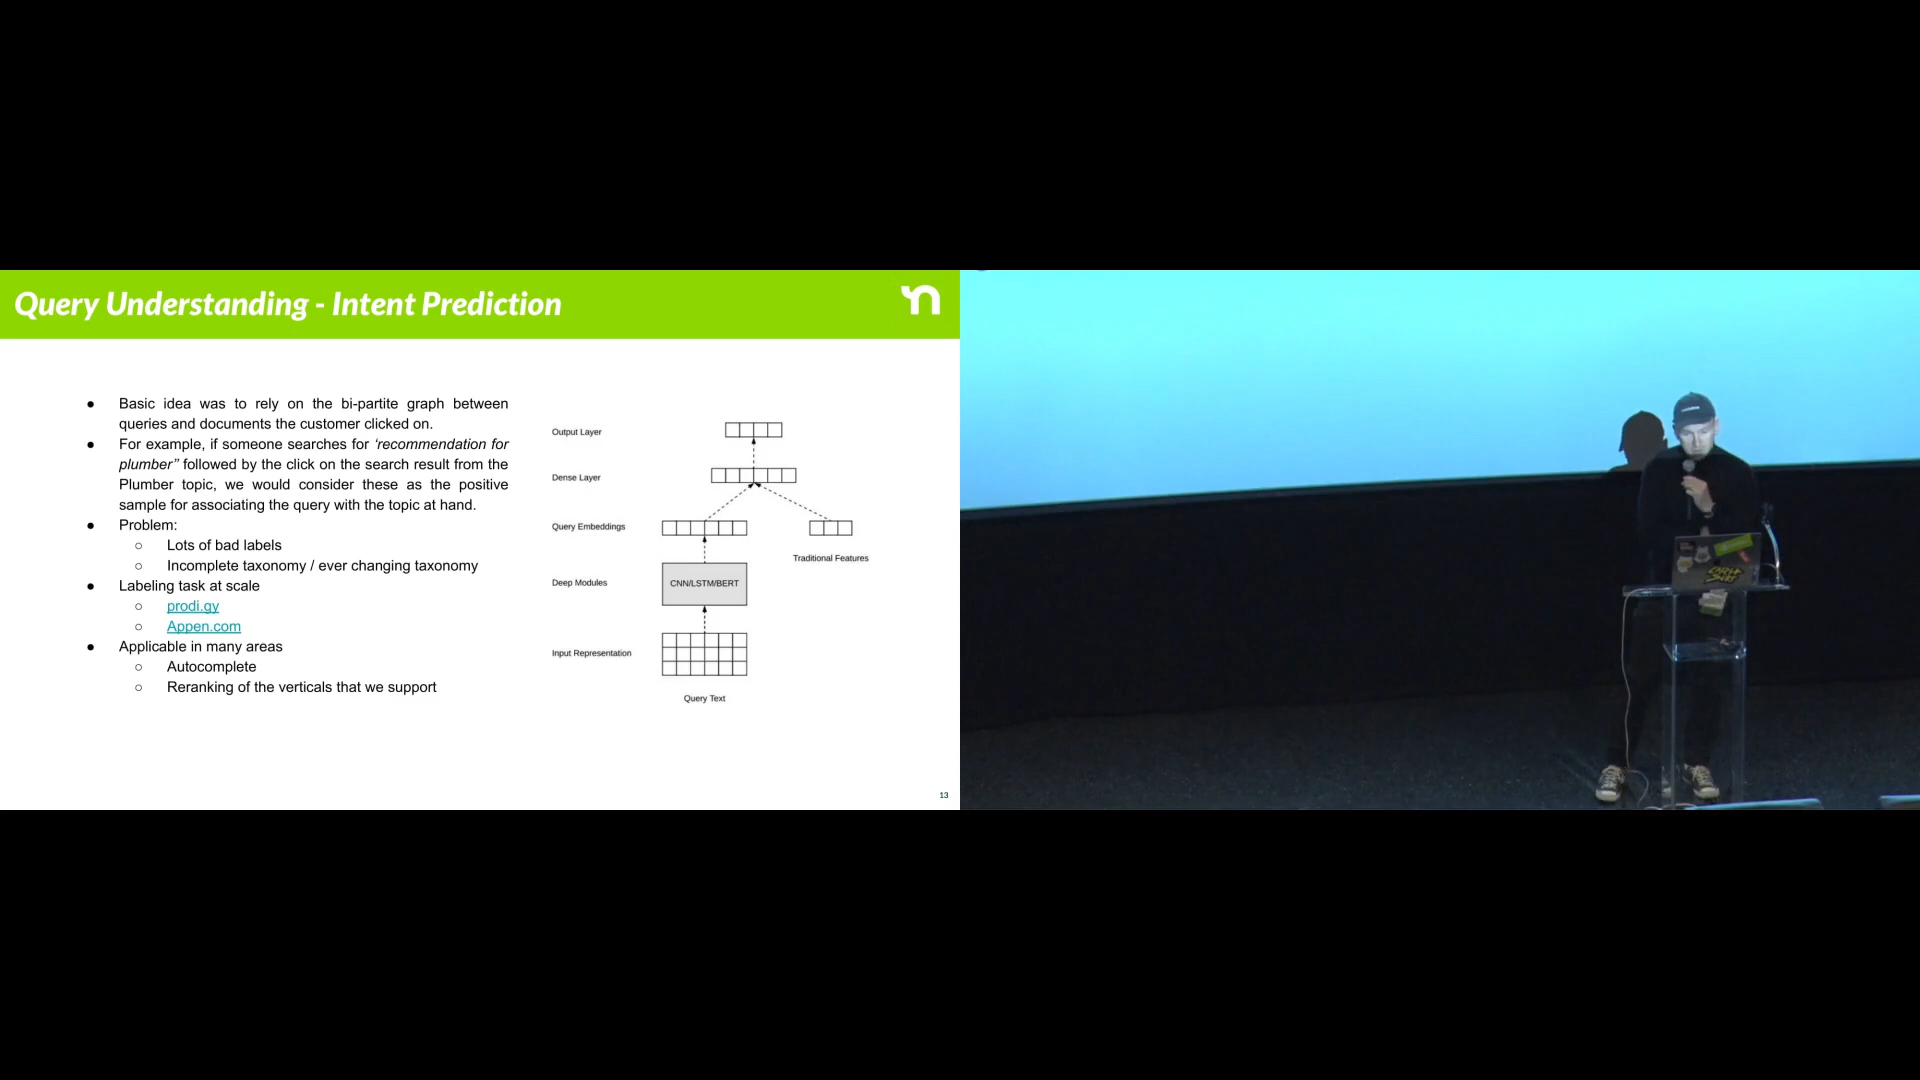 Query Understanding - Intent Prediction
● Basic idea was to rely on the bi-partite graph between
queries and documents the customer clicked on.
● For example, if someone searches for ‘recommendation for
plumber” followed by the click on the search result from the
Plumber topic, we would consider these as the positive
sample for associating the query with the topic at hand.
● Problem:
○ Lots of bad labels
○ Incomplete taxonomy / ever changing taxonomy
● Labeling task at scale
○ prodi.gy
○ Appen.com
● Applicable in many areas
○ Autocomplete
○ Reranking of the verticals that we support
Output Layer
Dense Layer
Query Embeddings
Traditional Features
Deep Modules
CNN/LSTM/BERT
Input Representation
Query Text
13